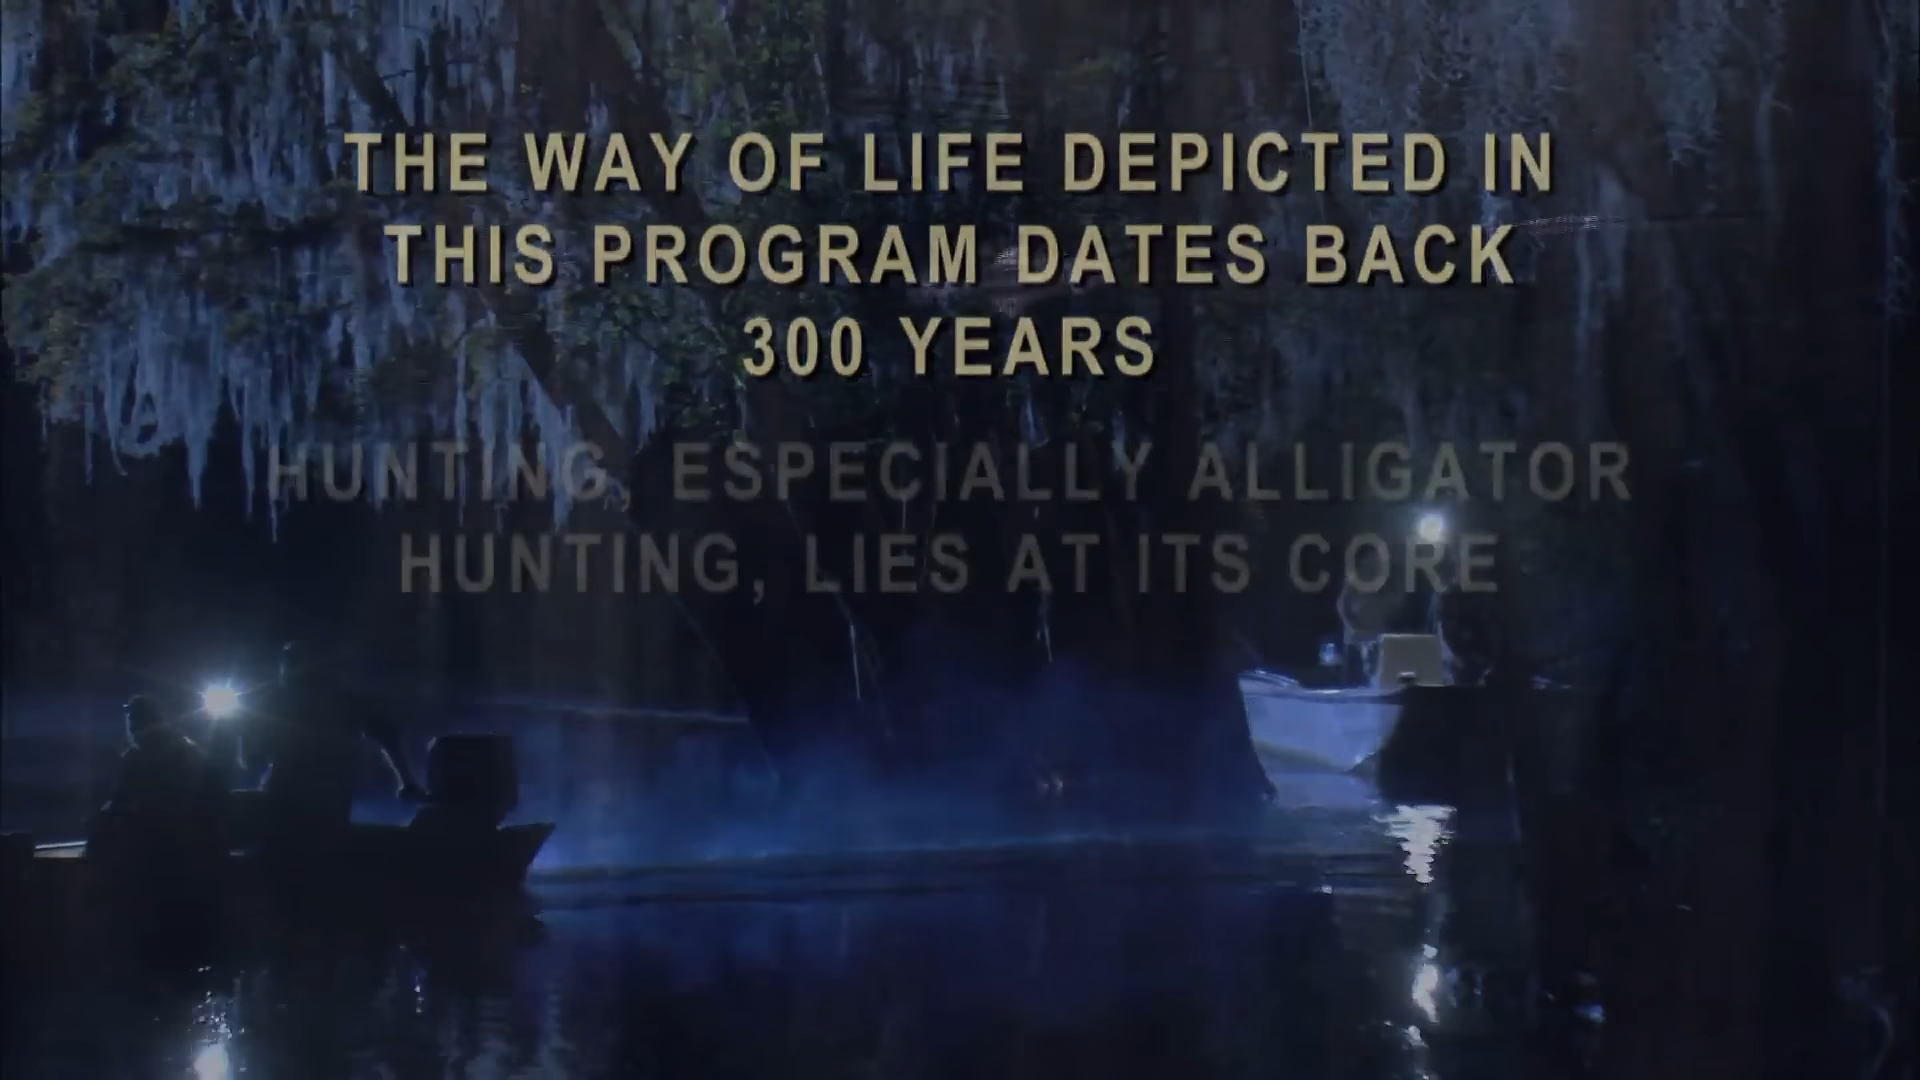 THE WAY OF LIFE DEPICTED IN
THIS PROGRAM DATES BACK
300 YEARS
HUNTING, ESPECIALLY ALLIGATOR
HUNTING, LIES AT ITS CORE